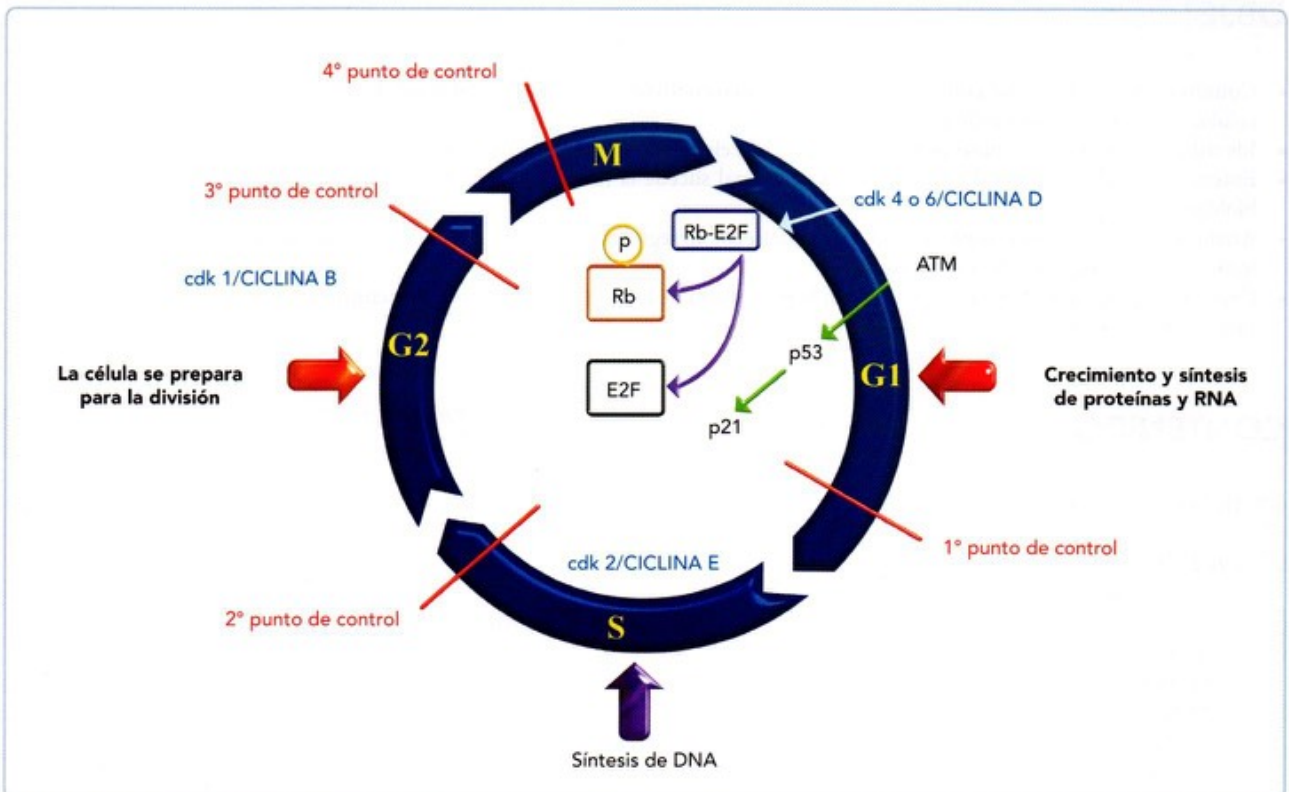 4° punto de control
M
3° punto de control
cdk 4 o 6/CICLINA D
P
Rb-E2F
Rb
ATM
cdk 1/CICLINA B
G2
p53
G1
La célula se prepara
para la división
Crecimiento y síntesis
de proteínas y RNA
E2F
p21
1° punto de control
cdk 2/CICLINA E
2° punto de control
S
Síntesis de DNA